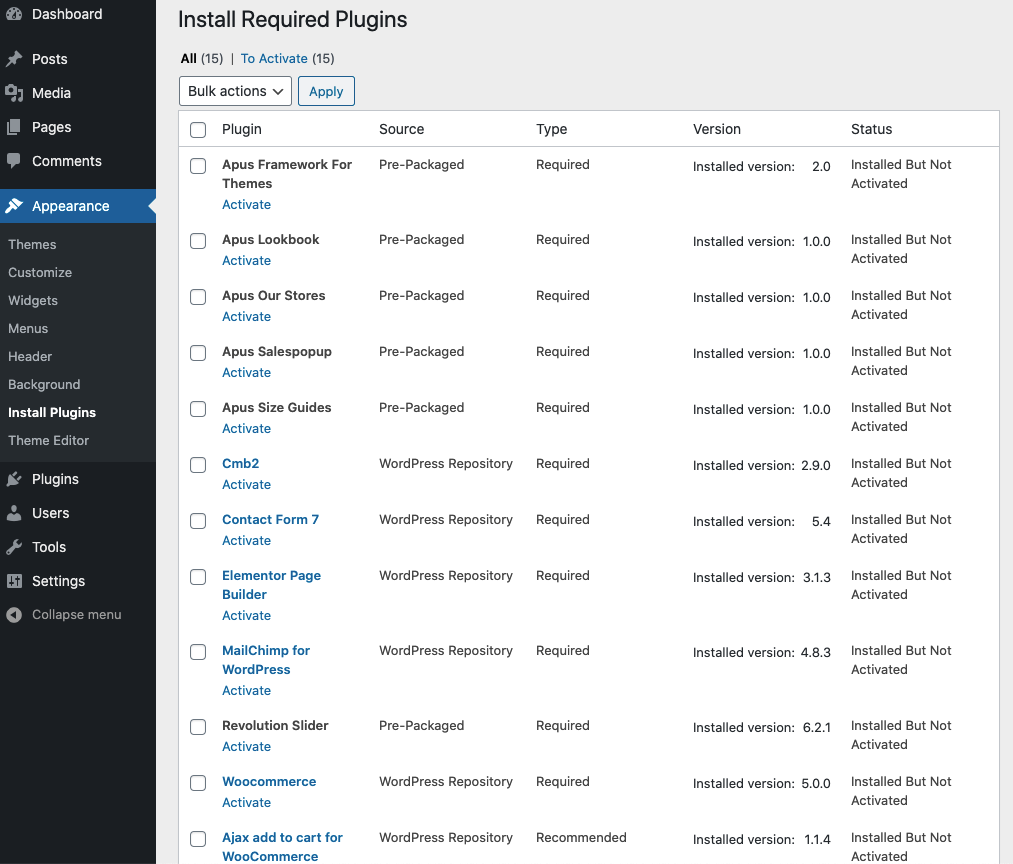 Dashboard
Posts
Media
Pages
Comments
Appearance
Themes
Customize
Widgets
Menus
Header
Background
Install Plugins
Theme Editor
Plugins
Users
Tools
Settings
Collapse menu
Install Required Plugins
All (15) | To Activate (15)
Bulk actions Apply
Plugin Source Type Version Status
Apus Framework For Pre-Packaged Required Installed version: 2.0 Installed But Not
Themes Activated
Activate
Apus Lookbook Pre-Packaged Required Installed version: 1.0.0 Installed But Not
Activate Activated
Apus Our Stores Pre-Packaged Required Installed version: 1.0.0 Installed But Not
Activate Activated
Apus Salespopup Pre-Packaged Required Installed version: 1.0.0 Installed But Not
Activate Activated
Apus Size Guides Pre-Packaged Required Installed version: 1.0.0 Installed But Not
Activate Activated
Cmb2 WordPress Repository Required Installed version: 2.9.0 Installed But Not
Activate Activated
Contact Form 7 WordPress Repository Required Installed version: 5.4 Installed But Not
Activate Activated
Elementor Page WordPress Repository Required Installed version: 3.1.3 Installed But Not
Builder Activated
Activate
MailChimp for WordPress Repository Required Installed version: 4.8.3 Installed But Not
WordPress Activated
Activate
Revolution Slider Pre-Packaged Required Installed version: 6.2.1 Installed But Not
Activate Activated
Woocommerce WordPress Repository Required Installed version: 5.0.0 Installed But Not
Activate Activated
Ajax add to cart for WordPress Repository Recommended Installed version: 1.1.4 Installed But Not
WooCommerce Activated